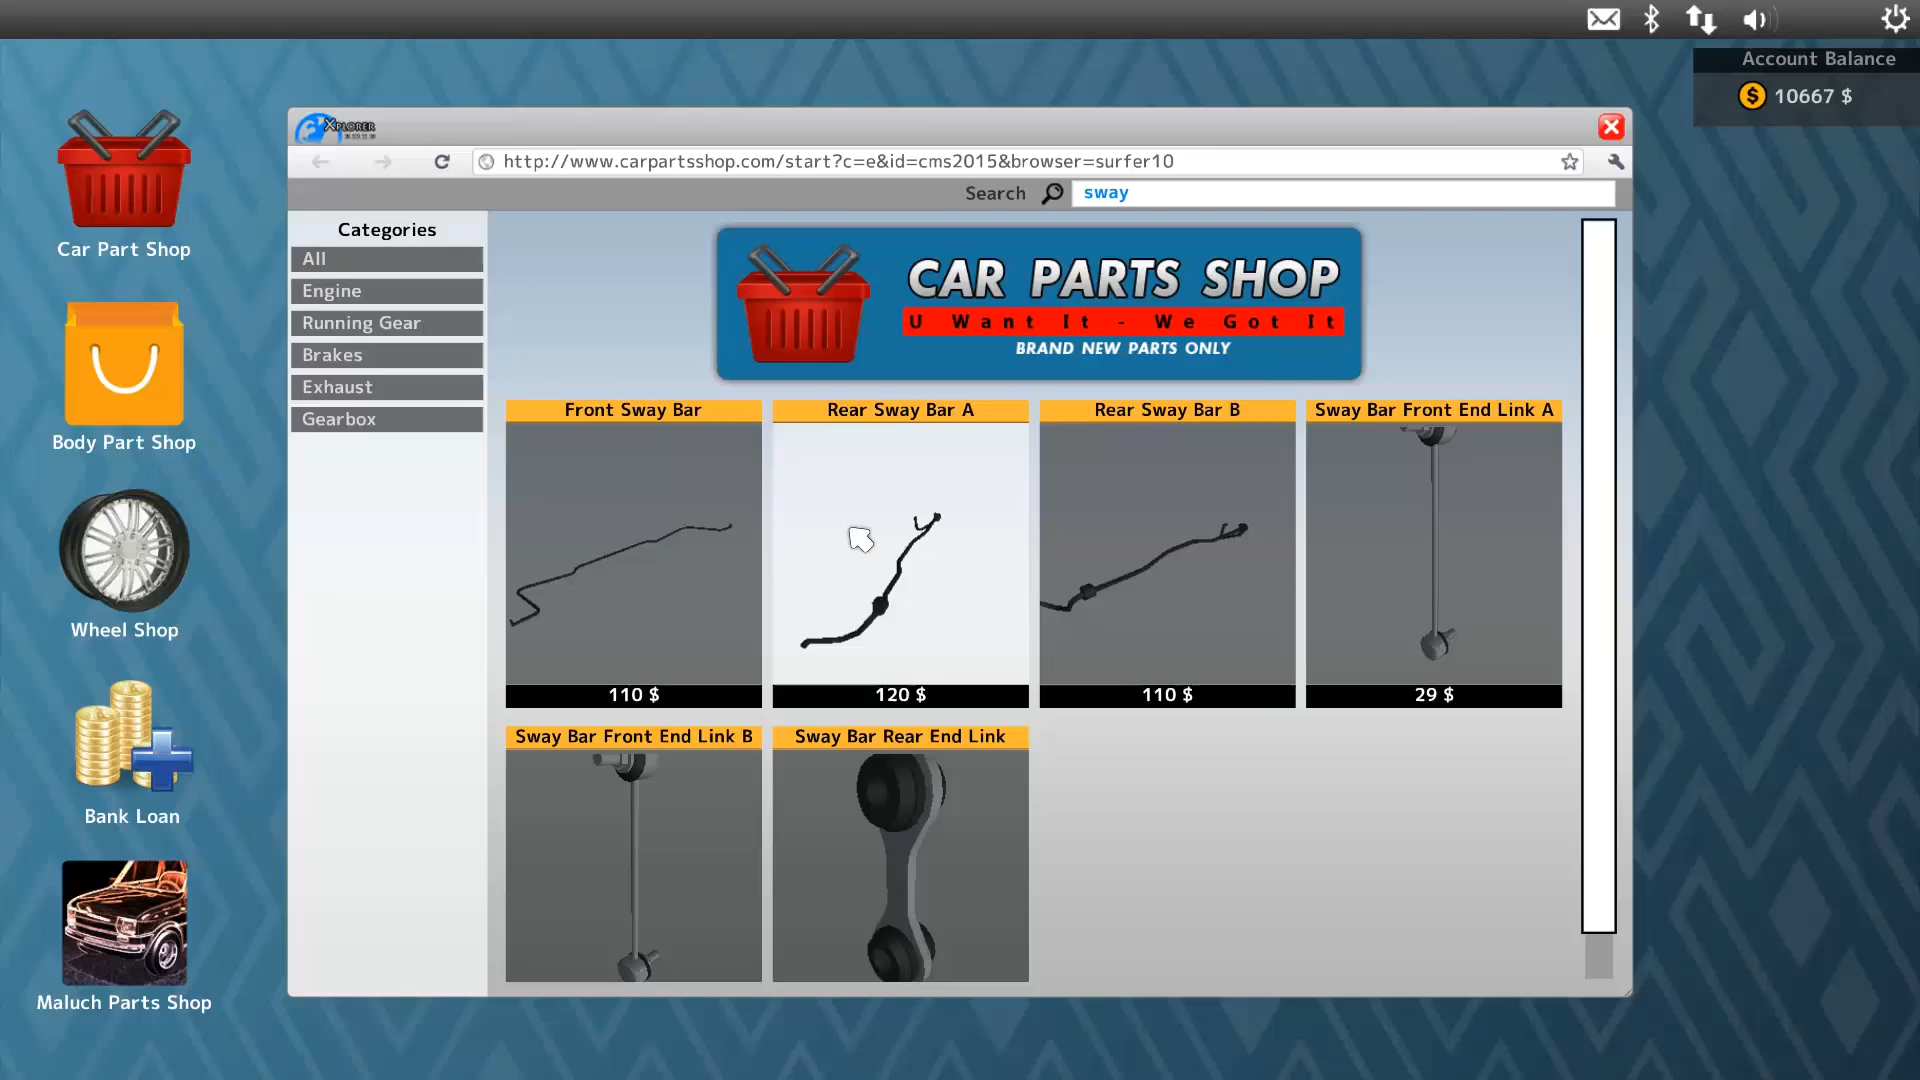 Account Balance
10667 $
Car Part Shop
Body Part Shop
Wheel Shop
Bank Loan
Maluch Parts Shop
XPLORER
http://www.carpartsshop.com/start?c=e&id=cms2015&browser=surfer10
Search
sway
Categories
All
Engine
Running Gear
Brakes
Exhaust
Gearbox
CAR PARTS SHOP
U Want It - We Got It
BRAND NEW PARTS ONLY
Front Sway Bar
110 $
Rear Sway Bar A
120 $
Rear Sway Bar B
110 $
Sway Bar Front End Link A
29 $
Sway Bar Front End Link B
Sway Bar Rear End Link